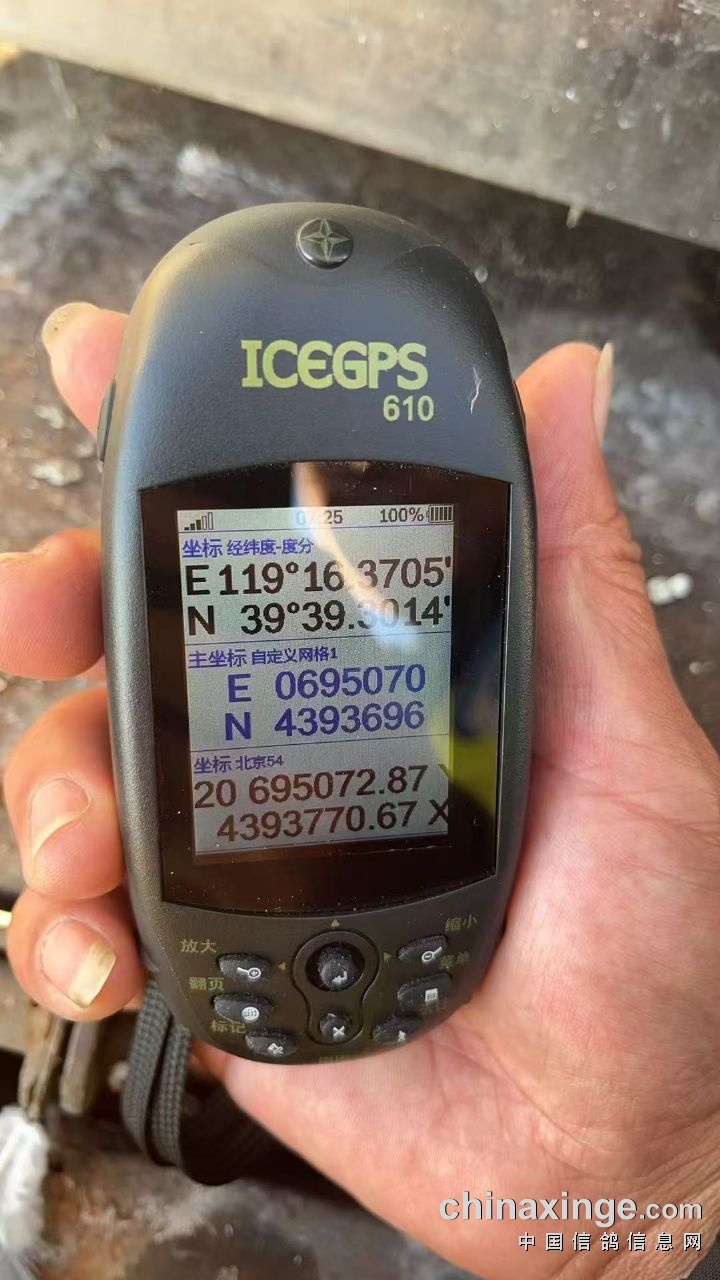 ICEGPS
610
07:25 100%
坐标 经纬度-度分
E 119°16.3705'
N 39°39.3014'
主坐标 自定义网格1
E 0695070
N 4393696
坐标 北京54
20 695072.87 Y
4393770.67 X
缩小
放大
菜单
翻页
标记
chinaxinge.com
中国信鸽信息网